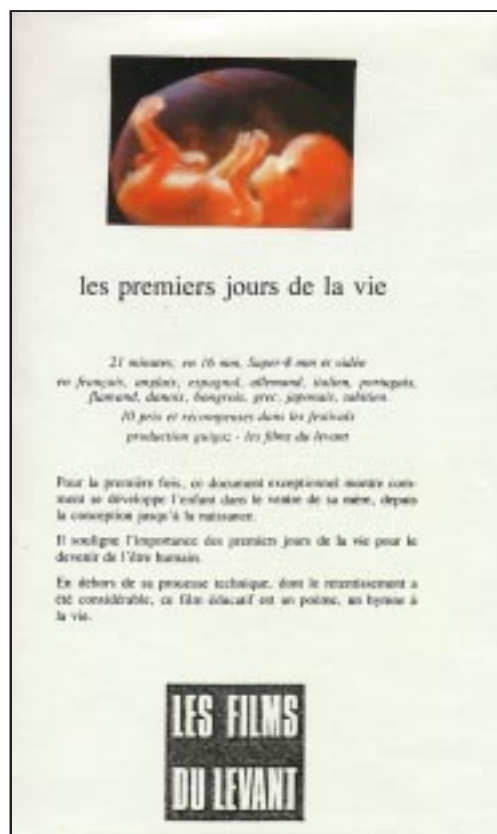 les premiers jours de la vie
21 minutes, en 16 mm, Super-8 mm et vidéo
en français, anglais, espagnol, allemand, italien, portugais,
flamand, danois, hongrois, grec, japonais,
10 prix et récompenses dans les festivals
production guigoz - les films du levant
Pour la première fois, ce document exceptionnel montre com-
ment se développe l'enfant dans le ventre de sa mère, depuis
la conception jusqu'à la naissance.
Il souligne l'importance des premiers jours de la vie pour le
devenir de l'être humain.
En dehors de sa prouesse technique, dont le retentissement a
été considérable, ce film éducatif est un poème, un hymne à
la vie.
LES FILMS
DU LEVANT